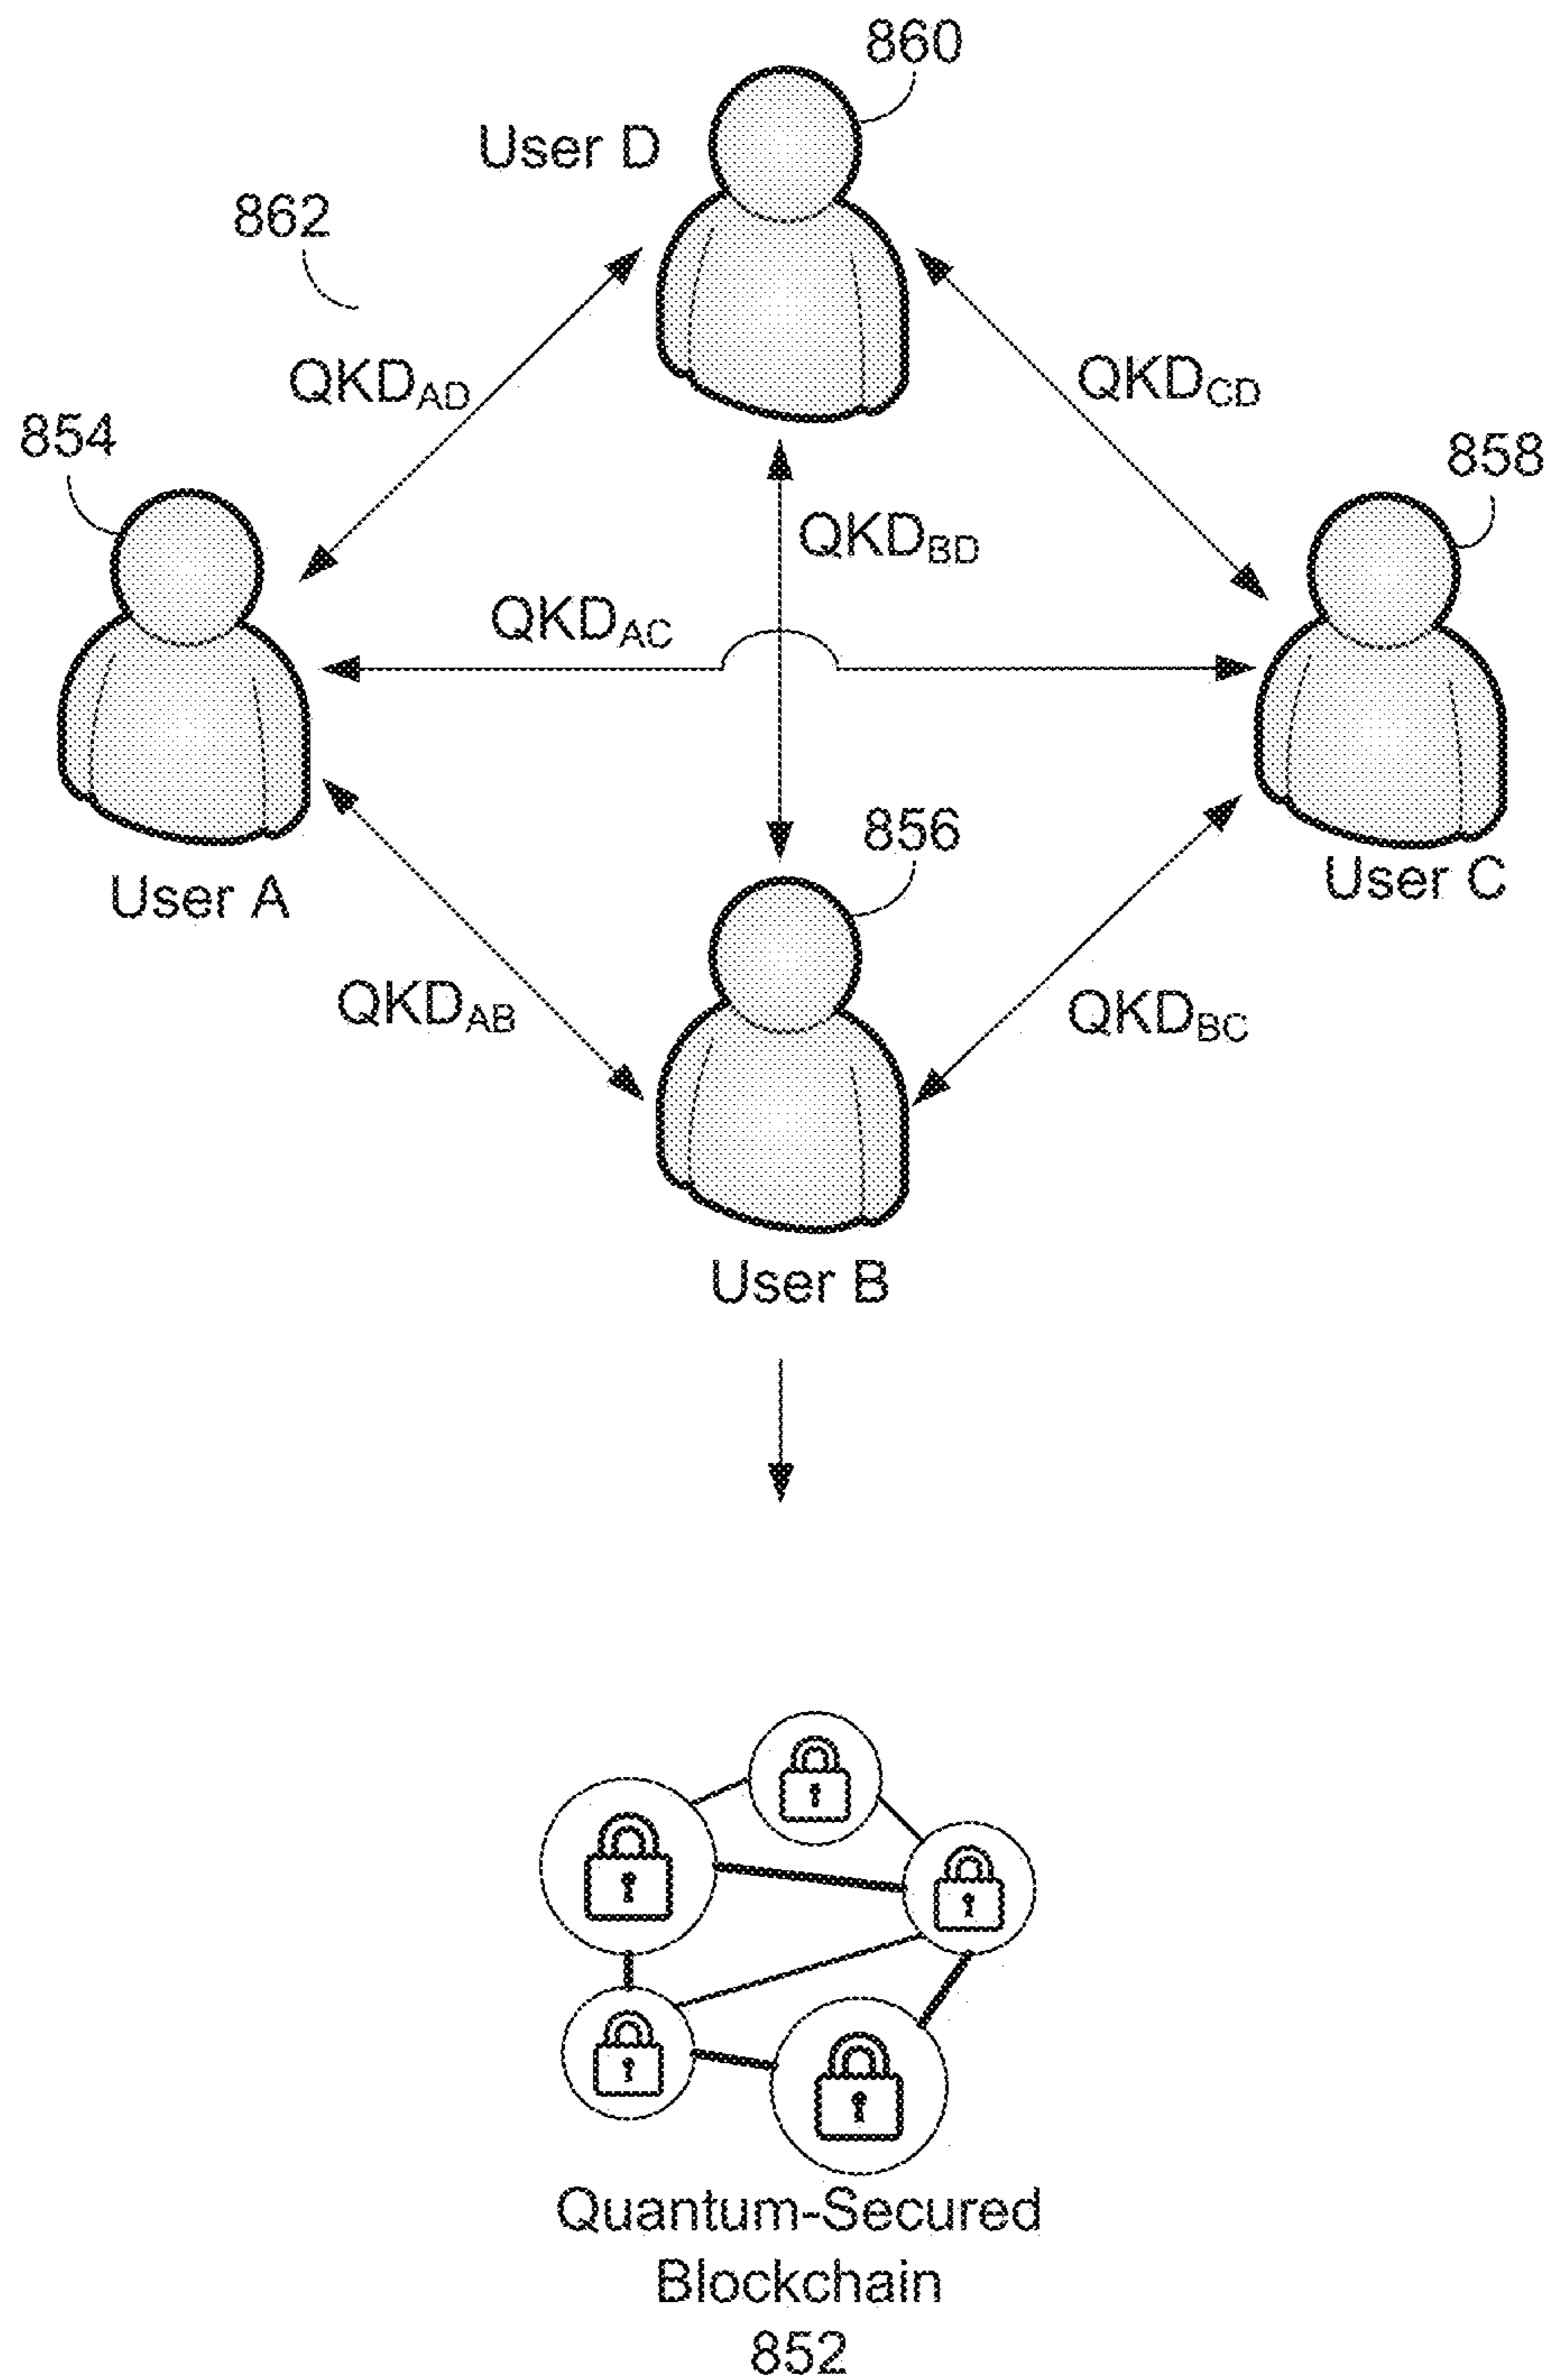 860
User D
862
QKDAD
QKDCD
854
858
QKDBD
QKDAC
856
User A
User C
QKDAB
QKDBC
User B
Quantum-Secured
Blockchain
852